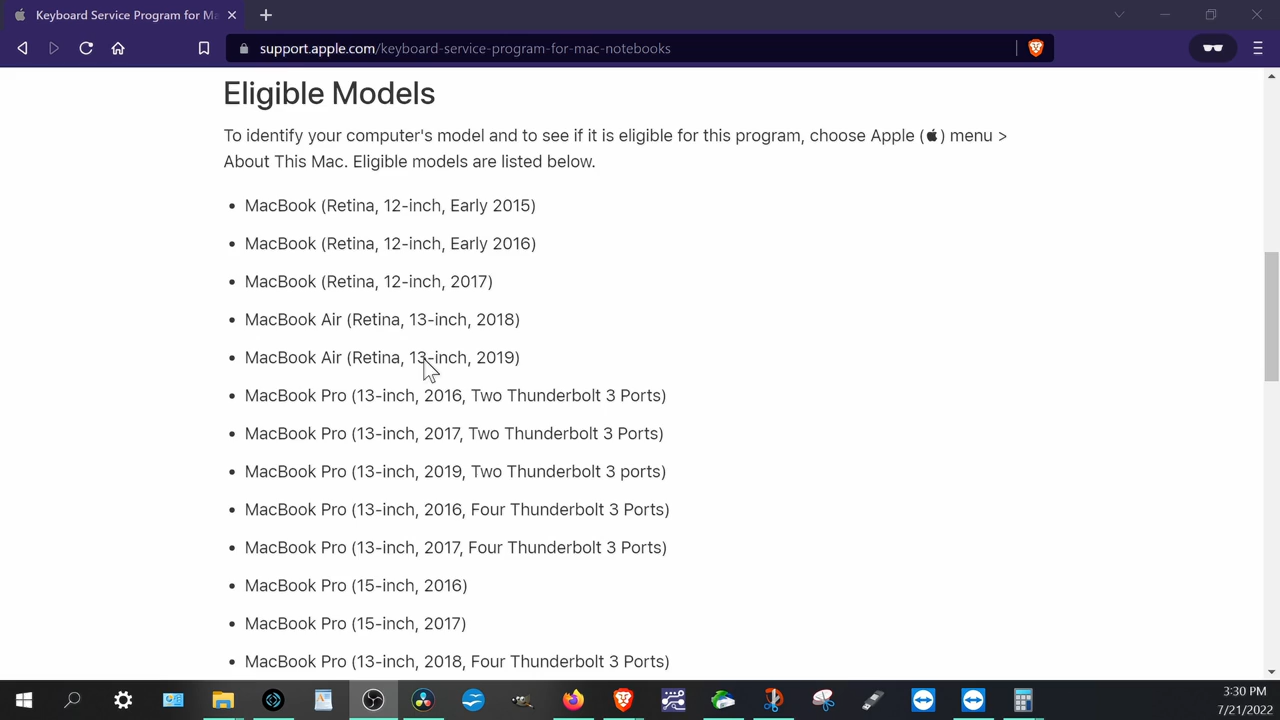 Keyboard Service Program for Ma
support.apple.com/keyboard-service-program-for-mac-notebooks
Eligible Models
To identify your computer's model and to see if it is eligible for this program, choose Apple () menu >
About This Mac. Eligible models are listed below.
• MacBook (Retina, 12-inch, Early 2015)
• MacBook (Retina, 12-inch, Early 2016)
• MacBook (Retina, 12-inch, 2017)
• MacBook Air (Retina, 13-inch, 2018)
• MacBook Air (Retina, 13-inch, 2019)
• MacBook Pro (13-inch, 2016, Two Thunderbolt 3 Ports)
• MacBook Pro (13-inch, 2017, Two Thunderbolt 3 Ports)
• MacBook Pro (13-inch, 2019, Two Thunderbolt 3 ports)
• MacBook Pro (13-inch, 2016, Four Thunderbolt 3 Ports)
• MacBook Pro (13-inch, 2017, Four Thunderbolt 3 Ports)
• MacBook Pro (15-inch, 2016)
• MacBook Pro (15-inch, 2017)
• MacBook Pro (13-inch, 2018, Four Thunderbolt 3 Ports)
3:30 PM
7/21/2022